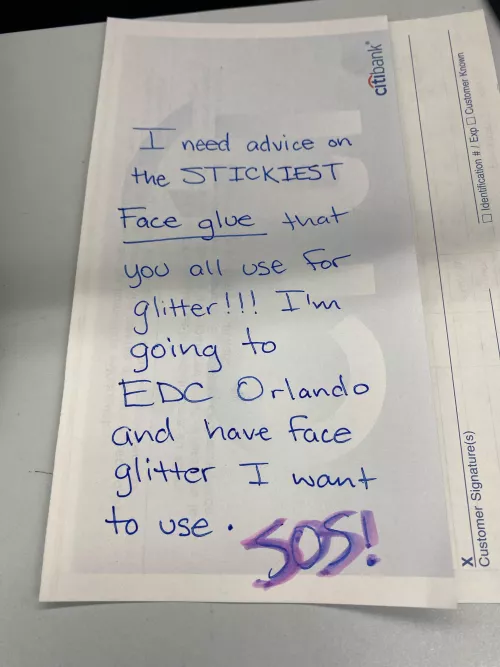 citibank®
I need advice on
the STICKIEST
Face glue that
you all use for
glitter!!! I'm
going to
EDC Orlando
and have face
glitter I want
to use.
SOS!
X
Customer Signature(s)
☐ Identification # / Exp ☐ Customer Known